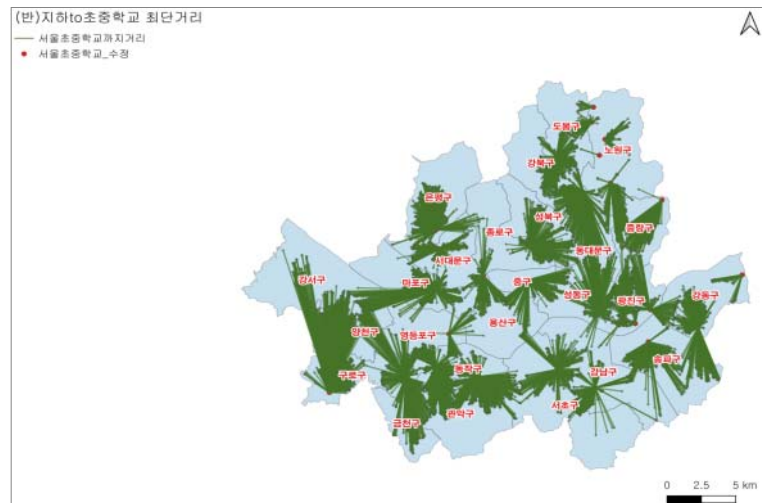 (반)지하to초중학교 최단거리
서울초중학교까지거리
서울초중학교_수정
도봉구
노원구
강북구
은평구
성북구
종로구
중랑구
동대문구
서대문구
강서구
마포구
중구
성동구
광진구
강동구
양천구
영등포구
용산구
구로구
동작구
강남구
송파구
서초구
관악구
금천구
0 2.5 5 km